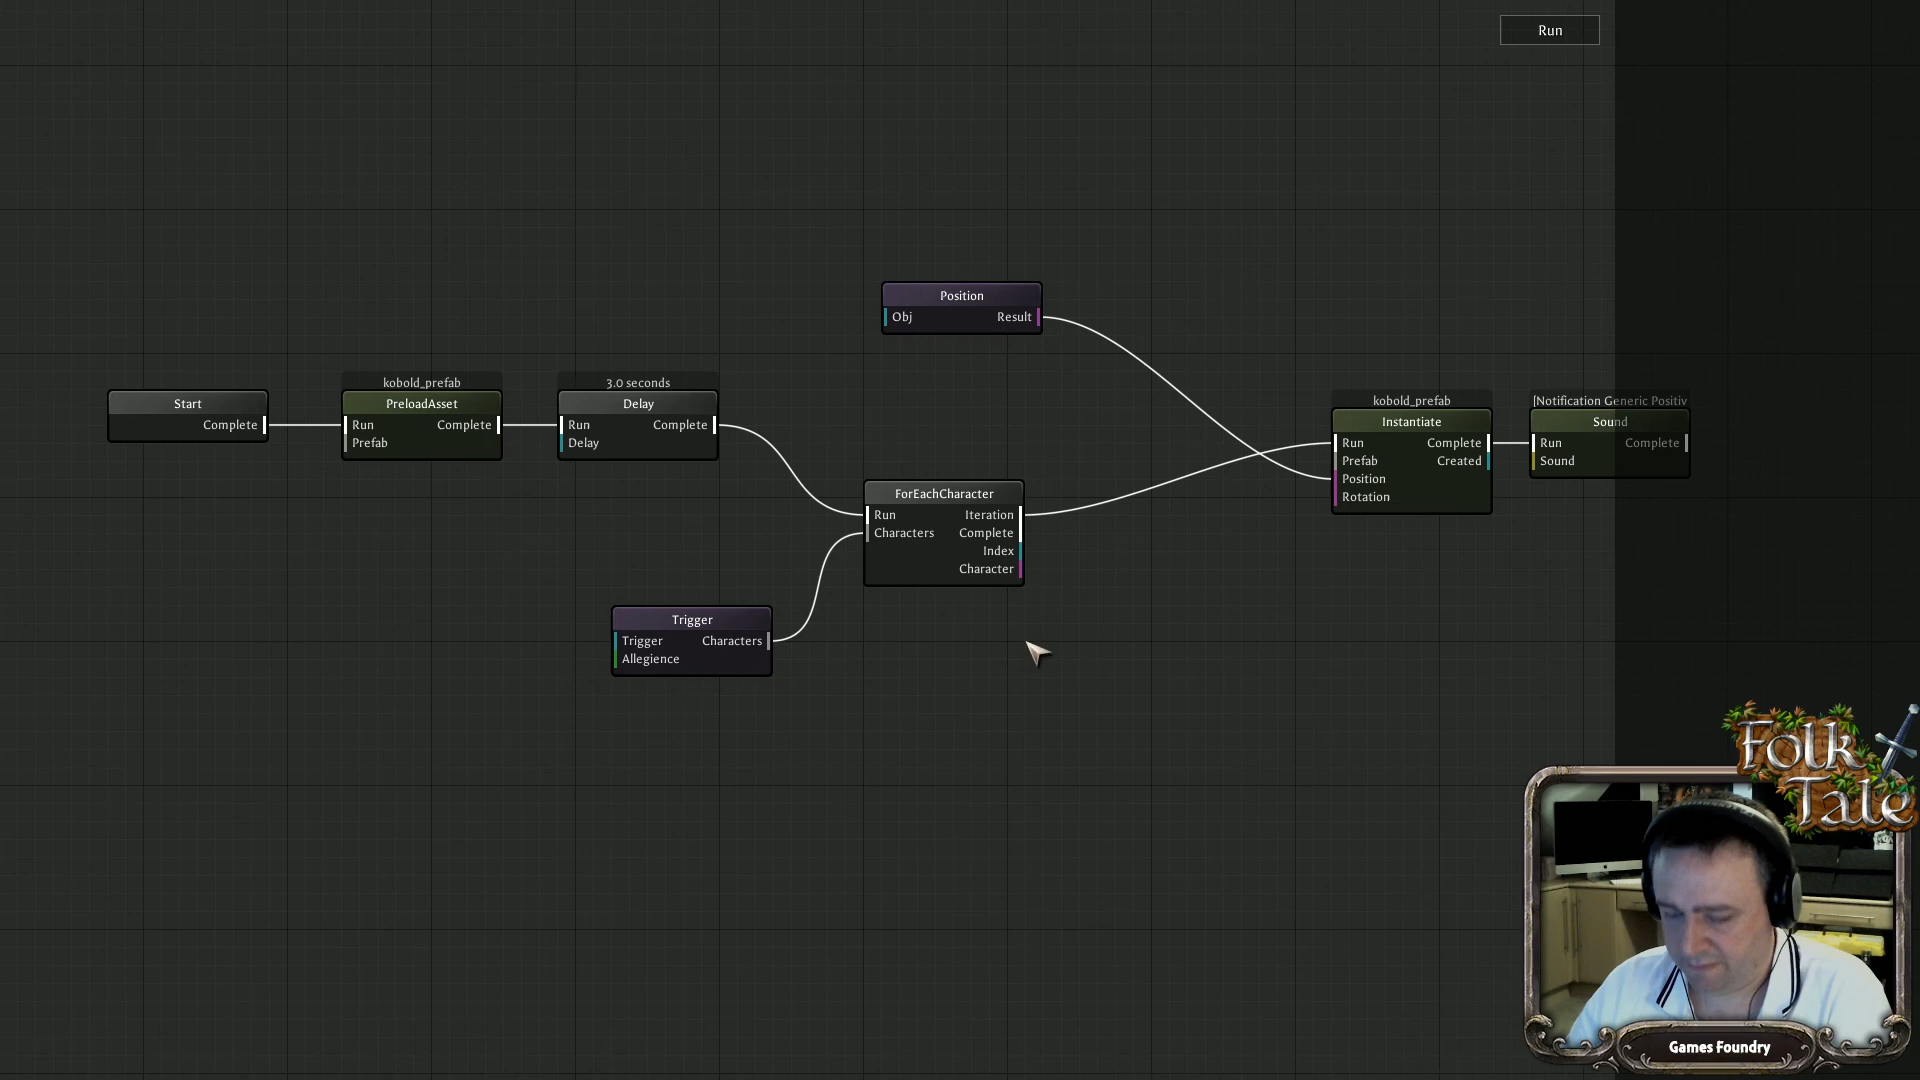 Run
Position
Obj Result
kobold_prefab
3.0 seconds
kobold_prefab
[Notification Generic Positiv
Start
Complete
PreloadAsset
Run Complete
Prefab
Delay
Run Complete
Delay
Instantiate
Run Complete
Prefab Created
Position
Rotation
Sound
Run Complete
Sound
ForEachCharacter
Run Iteration
Characters Complete
Index
Character
Trigger
Trigger Characters
Allegience
Folk
Tale
Games Foundry